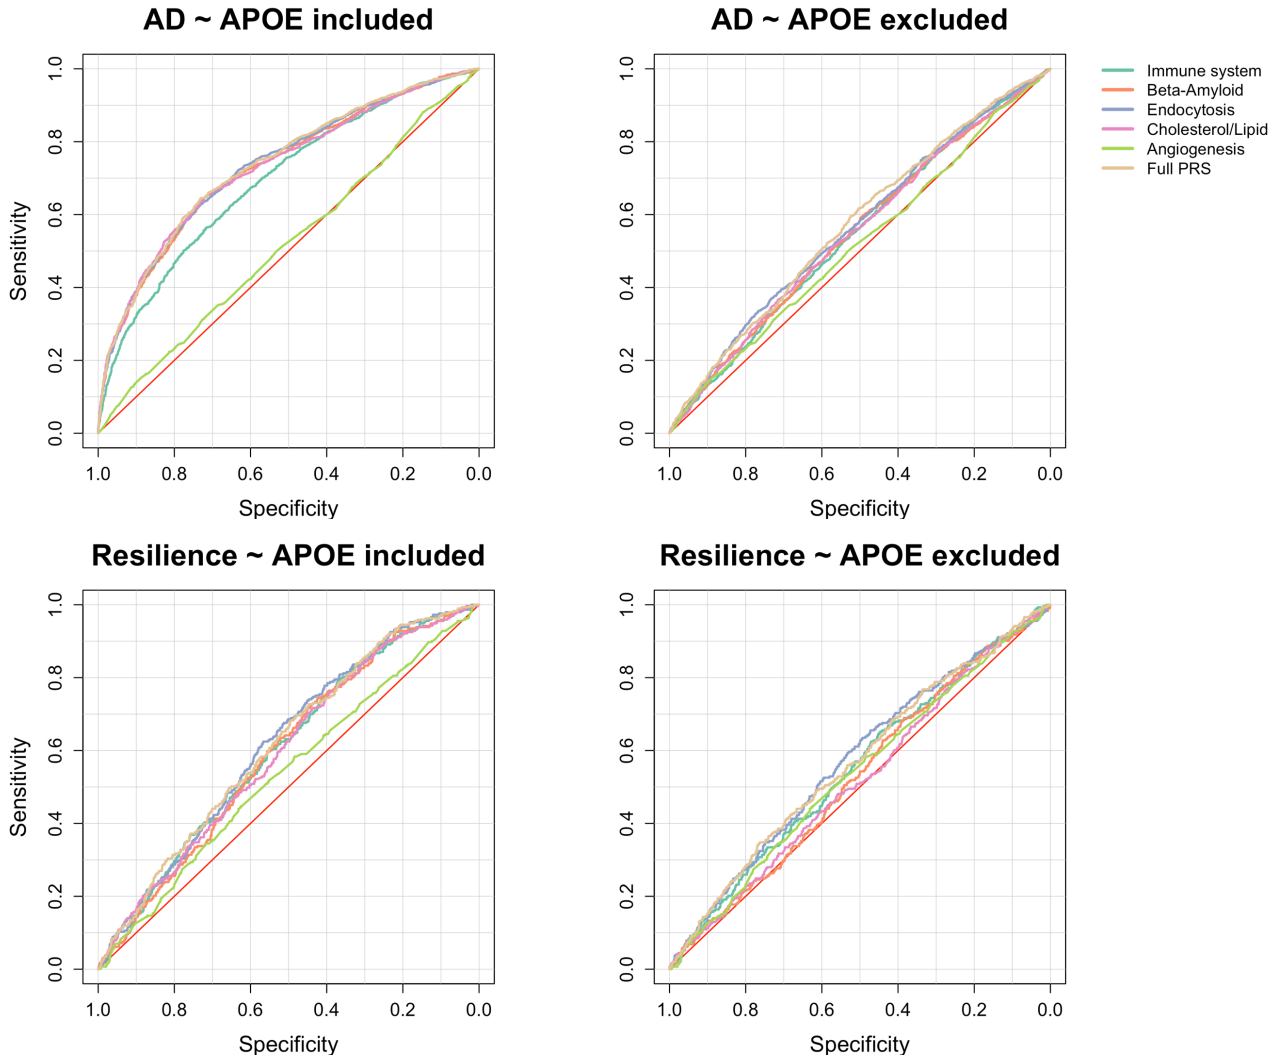 AD ~ APOE included
AD ~ APOE excluded
Immune system
Beta-Amyloid
Endocytosis
Cholesterol/Lipid
Angiogenesis
Full PRS
Sensitivity
1.0
0.8
0.6
0.4
0.2
0.0
1.0 0.8 0.6 0.4 0.2 0.0
Specificity
1.0
0.8
0.6
0.4
0.2
0.0
1.0 0.8 0.6 0.4 0.2 0.0
Specificity
Resilience ~ APOE included
Resilience ~ APOE excluded
Sensitivity
1.0
0.8
0.6
0.4
0.2
0.0
1.0 0.8 0.6 0.4 0.2 0.0
Specificity
1.0
0.8
0.6
0.4
0.2
0.0
1.0 0.8 0.6 0.4 0.2 0.0
Specificity